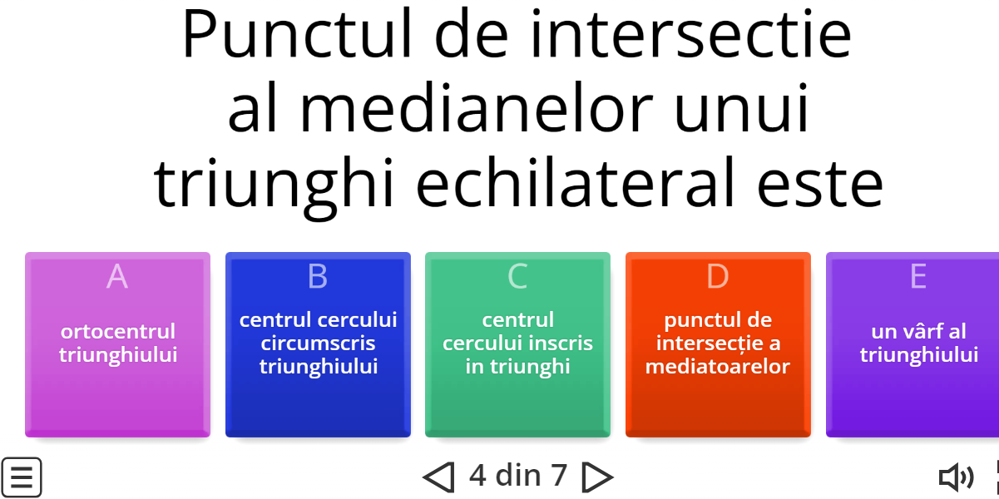 Punctul de intersectie
al medianelor unui
triunghi echilateral este
A
ortocentrul
triunghiului
B
centrul cercului
circumscris
triunghiului
C
centrul
cercului inscris
in triunghi
D
punctul de
intersecție a
mediatoarelor
E
un vârf al
triunghiului
4 din 7